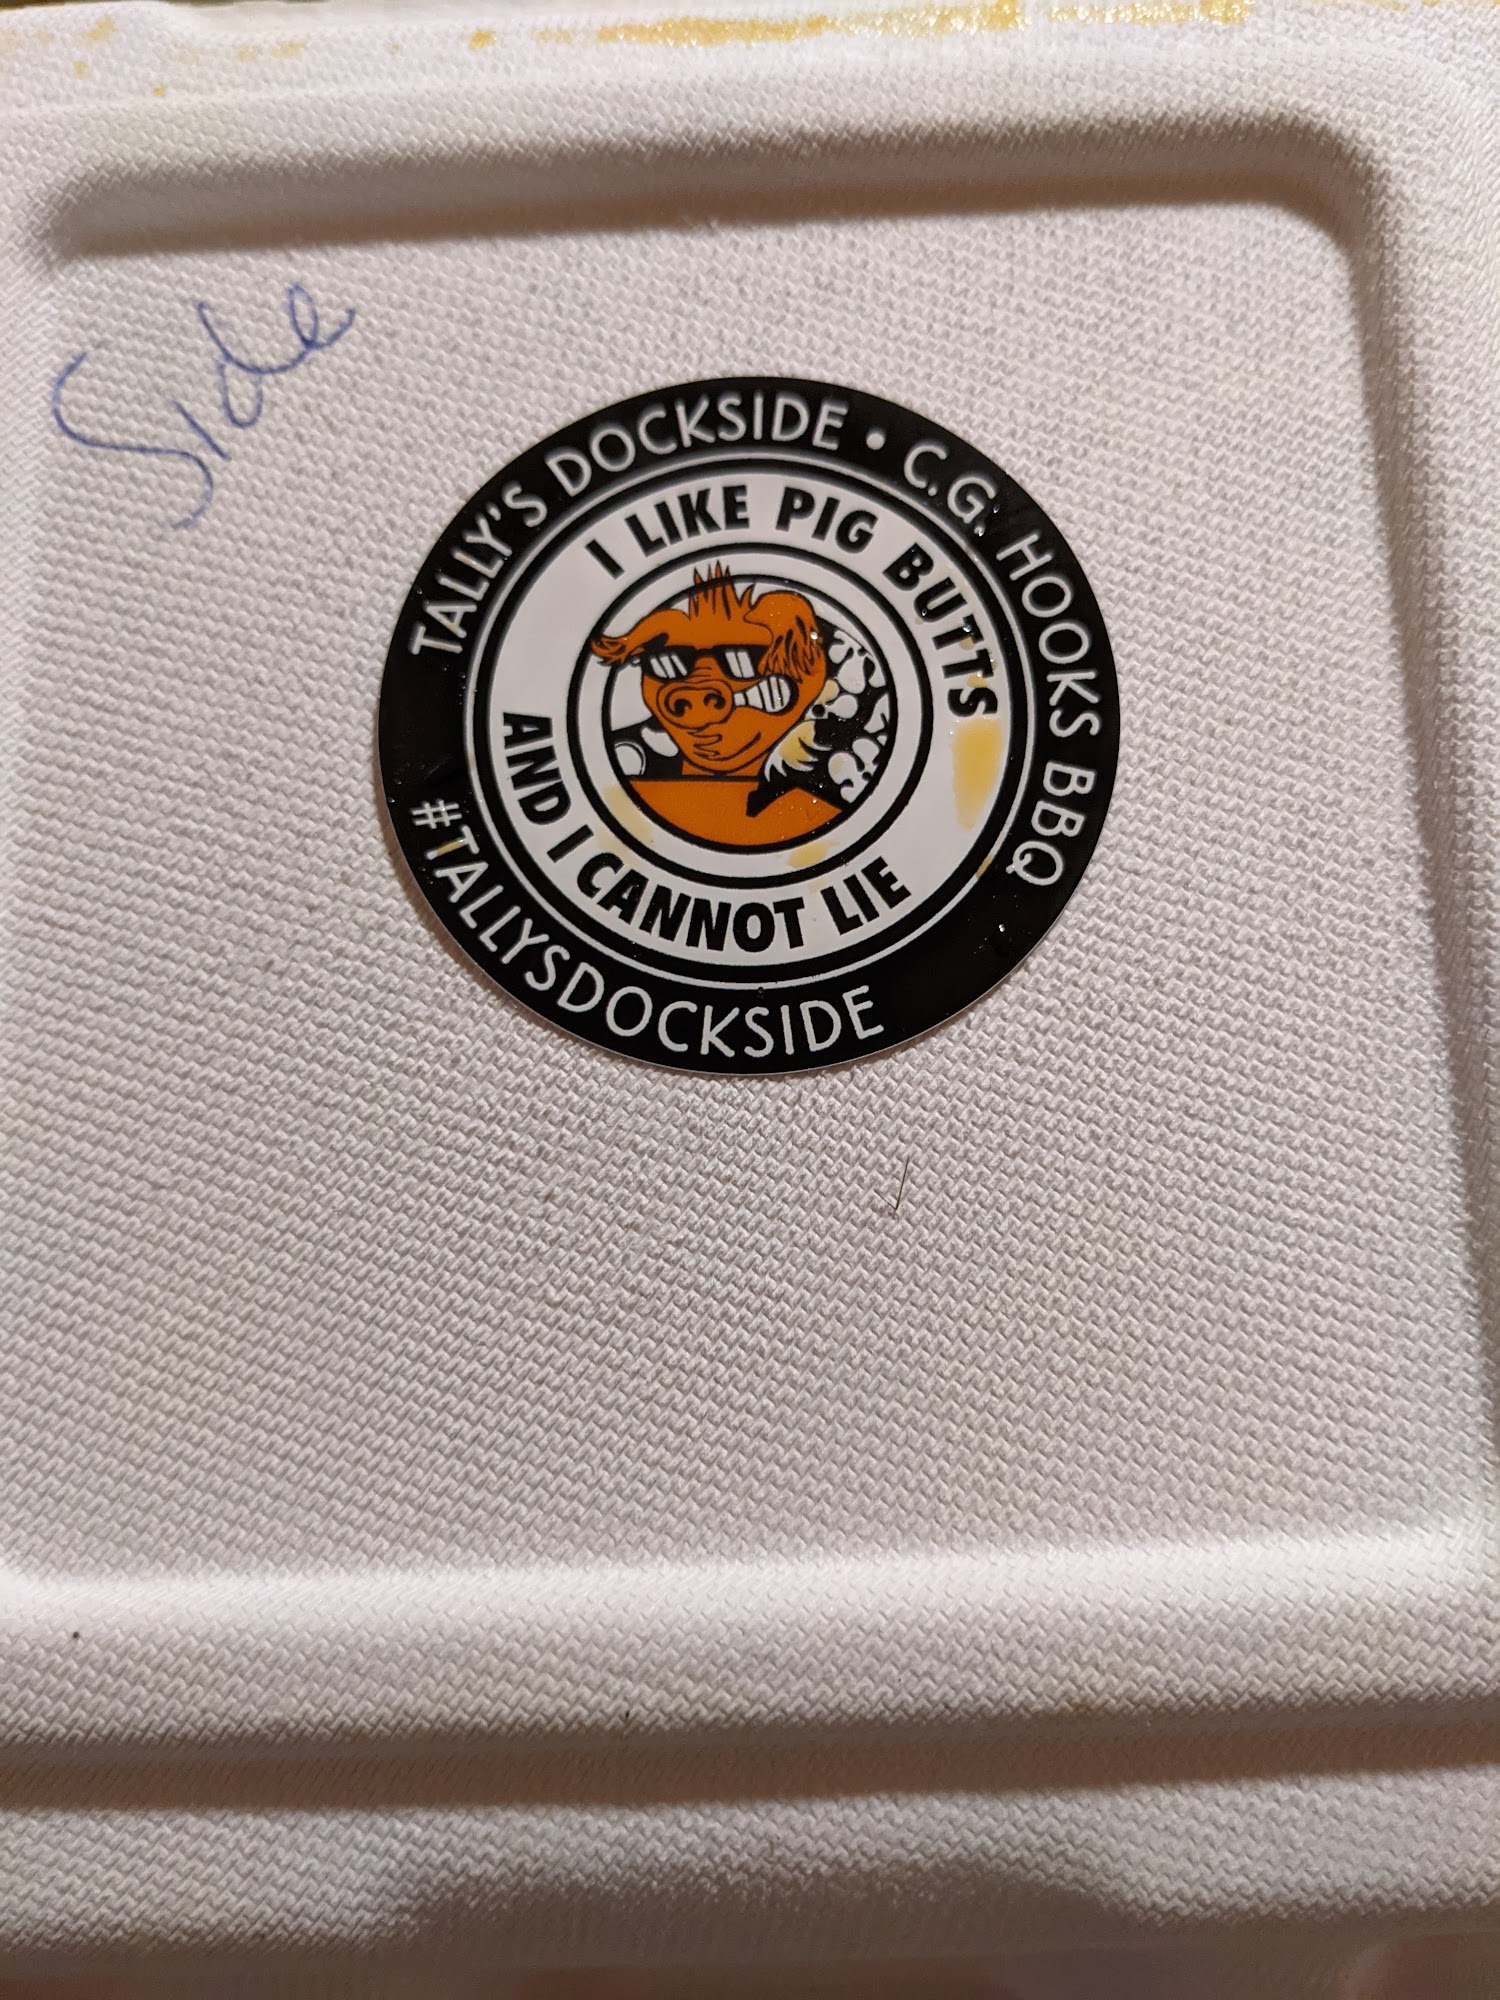 Side
TALLY'S DOCKSIDE • C.G. HOOKS BBQ
I LIKE PIG BUTTS
AND I CANNOT LIE
#TALLYSDOCKSIDE